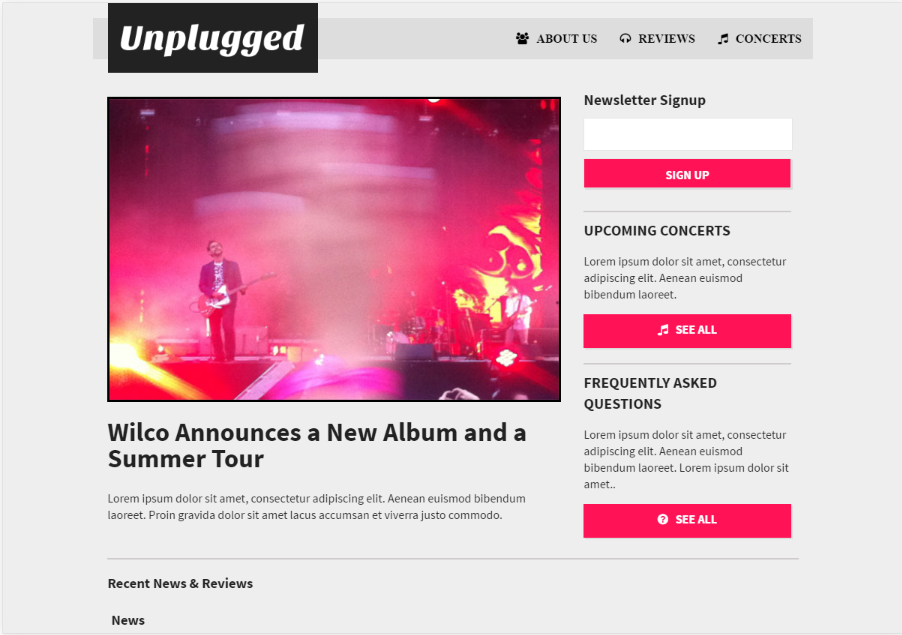 Unplugged
ABOUT US
REVIEWS
CONCERTS
Wilco Announces a New Album and a
Summer Tour
Lorem ipsum dolor sit amet, consectetur adipiscing elit. Aenean euismod bibendum
laoreet. Proin gravida dolor sit amet lacus accumsan et viverra justo commodo.
Newsletter Signup
SIGN UP
UPCOMING CONCERTS
Lorem ipsum dolor sit amet, consectetur
adipiscing elit. Aenean euismod
bibendum laoreet.
SEE ALL
FREQUENTLY ASKED
QUESTIONS
Lorem ipsum dolor sit amet, consectetur
adipiscing elit. Aenean euismod
bibendum laoreet. Lorem ipsum dolor sit
amet..
SEE ALL
Recent News & Reviews
News